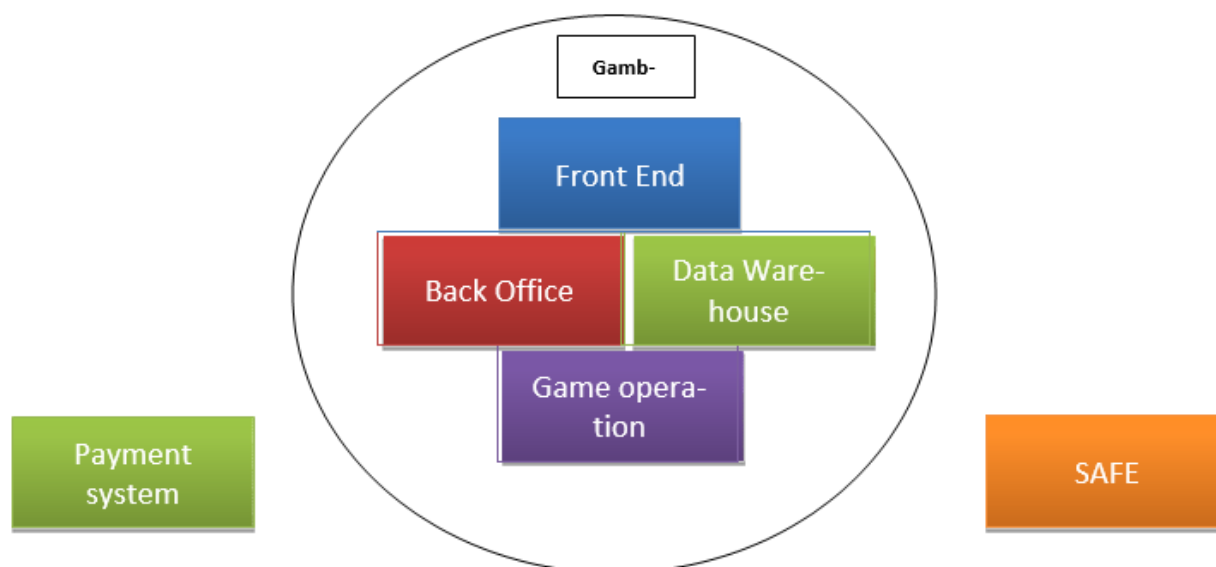 Gamb-
Front End
Back Office
Data Ware-
house
Game opera-
tion
Payment
system
SAFE